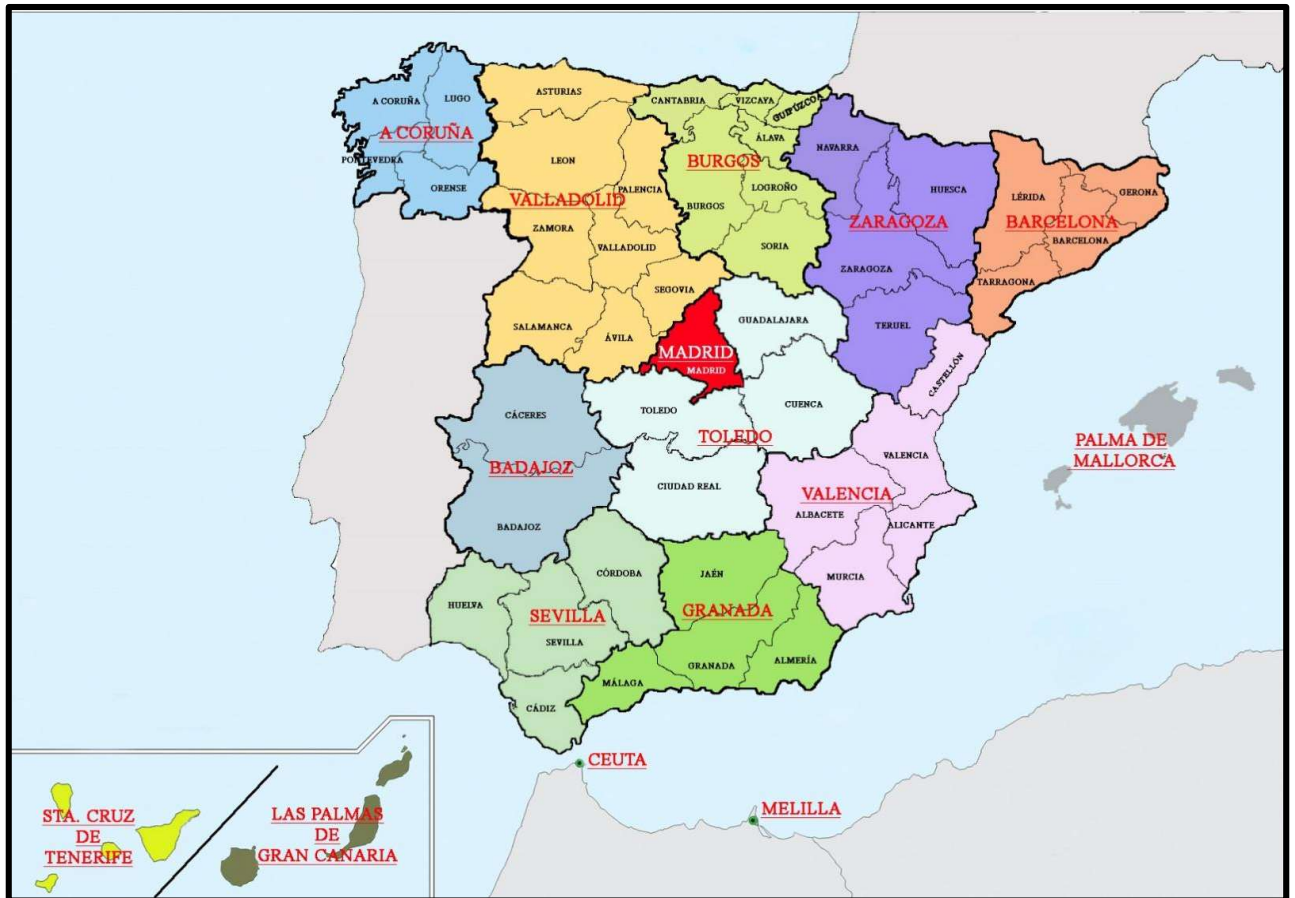 ASTURIAS
CANTABRIA
VIZCAYA
GUIPÚZCOA
A CORUÑA
LUGO
A CORUÑA
PONTEVEDRA
ORENSE
LEON
PALENCIA
VALLADOLID
ZAMORA
VALLADOLID
SEGOVIA
SALAMANCA
ÁVILA
ÁLAVA
BURGOS
LOGROÑO
BURGOS
SORIA
NAVARRA
HUESCA
ZARAGOZA
ZARAGOZA
TERUEL
LÉRIDA
GERONA
BARCELONA
BARCELONA
TARRAGONA
GUADALAJARA
MADRID
MADRID
TOLEDO
CUENCA
TOLEDO
CIUDAD REAL
CASTELLÓN
VALENCIA
VALENCIA
ALBACETE
ALICANTE
MURCIA
PALMA DE
MALLORCA
CÁCERES
BADAJOZ
BADAJOZ
CÓRDOBA
HUELVA
SEVILLA
SEVILLA
CÁDIZ
JAÉN
GRANADA
GRANADA
ALMERÍA
MÁLAGA
CEUTA
MELILLA
STA. CRUZ
DE
TENERIFE
LAS PALMAS
DE
GRAN CANARIA